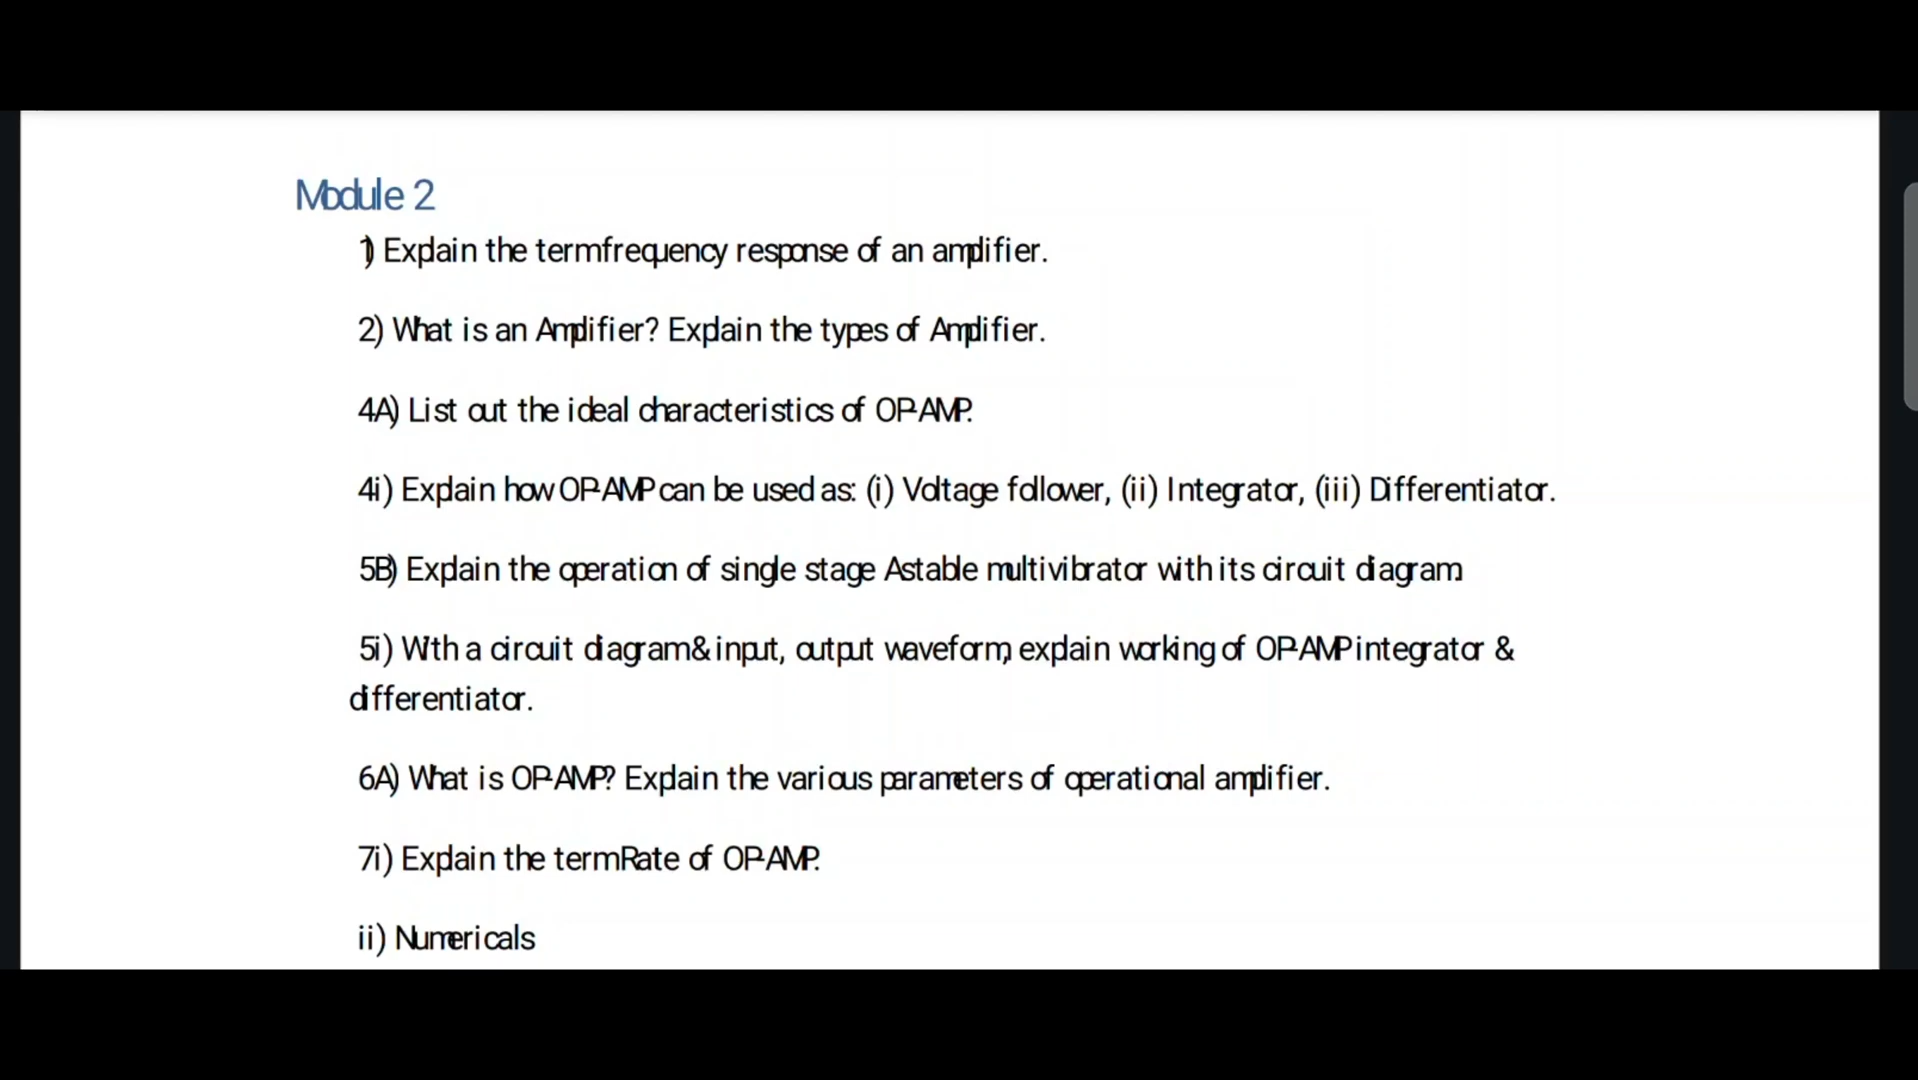 Module 2
1) Explain the term frequency response of an amplifier.
2) What is an Amplifier? Explain the types of Amplifier.
4A) List out the ideal characteristics of OP-AMP.
4i) Explain how OP-AMP can be used as: (i) Voltage follower, (ii) Integrator, (iii) Differentiator.
5B) Explain the operation of single stage Astable multivibrator with its circuit diagram.
5i) With a circuit diagram & input, output waveform, explain working of OP-AMP integrator &
differentiator.
6A) What is OP-AMP? Explain the various parameters of operational amplifier.
7i) Explain the term Rate of OP-AMP.
ii) Numericals